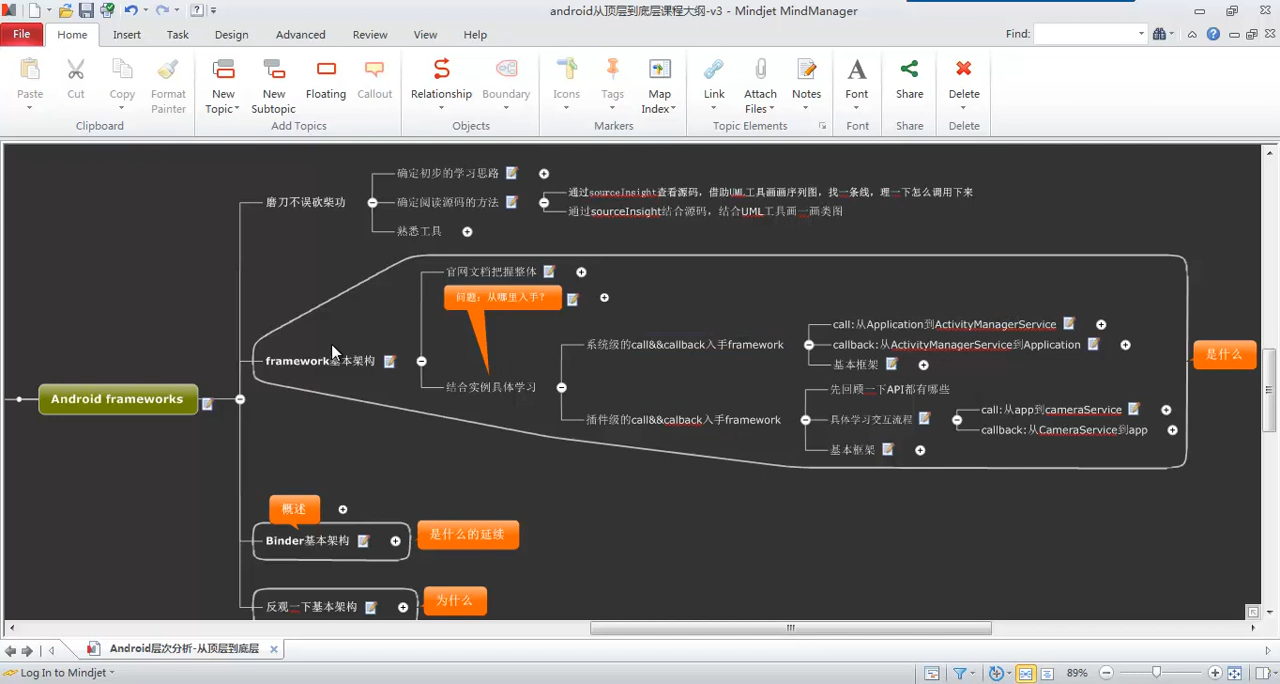 android从顶层到底层课程大纲-v3 - Mindjet MindManager
File Home Insert Task Design Advanced Review View Help Find:
Paste Cut Copy Format Painter
Clipboard
New Topic New Subtopic Floating Callout
Add Topics
Relationship Boundary
Objects
Icons Tags Map Index
Markers
Link Attach Files Notes
Topic Elements
Font
Font
Share
Share
Delete
Delete
磨刀不误砍柴功
确定初步的学习思路
确定阅读源码的方法
通过sourceInsight查看源码，借助UML工具画画序列图，找一条线，理一下怎么调用下来
通过sourceInsight结合源码，结合UML工具画一画类图
熟悉工具
framework基本架构
官网文档把握整体
问题：从哪里入手？
结合实例具体学习
系统级的call&&callback入手framework
call:从Application到ActivityManagerService
callback:从ActivityManagerService到Application
基本框架
插件级的call&&calback入手framework
先回顾一下API都有哪些
具体学习交互流程
call:从app到cameraService
callback:从CameraService到app
基本框架
是什么
Android frameworks
概述
Binder基本架构
是什么的延续
反观一下基本架构
为什么
Android层次分析-从顶层到底层
Log In to Mindjet
89%